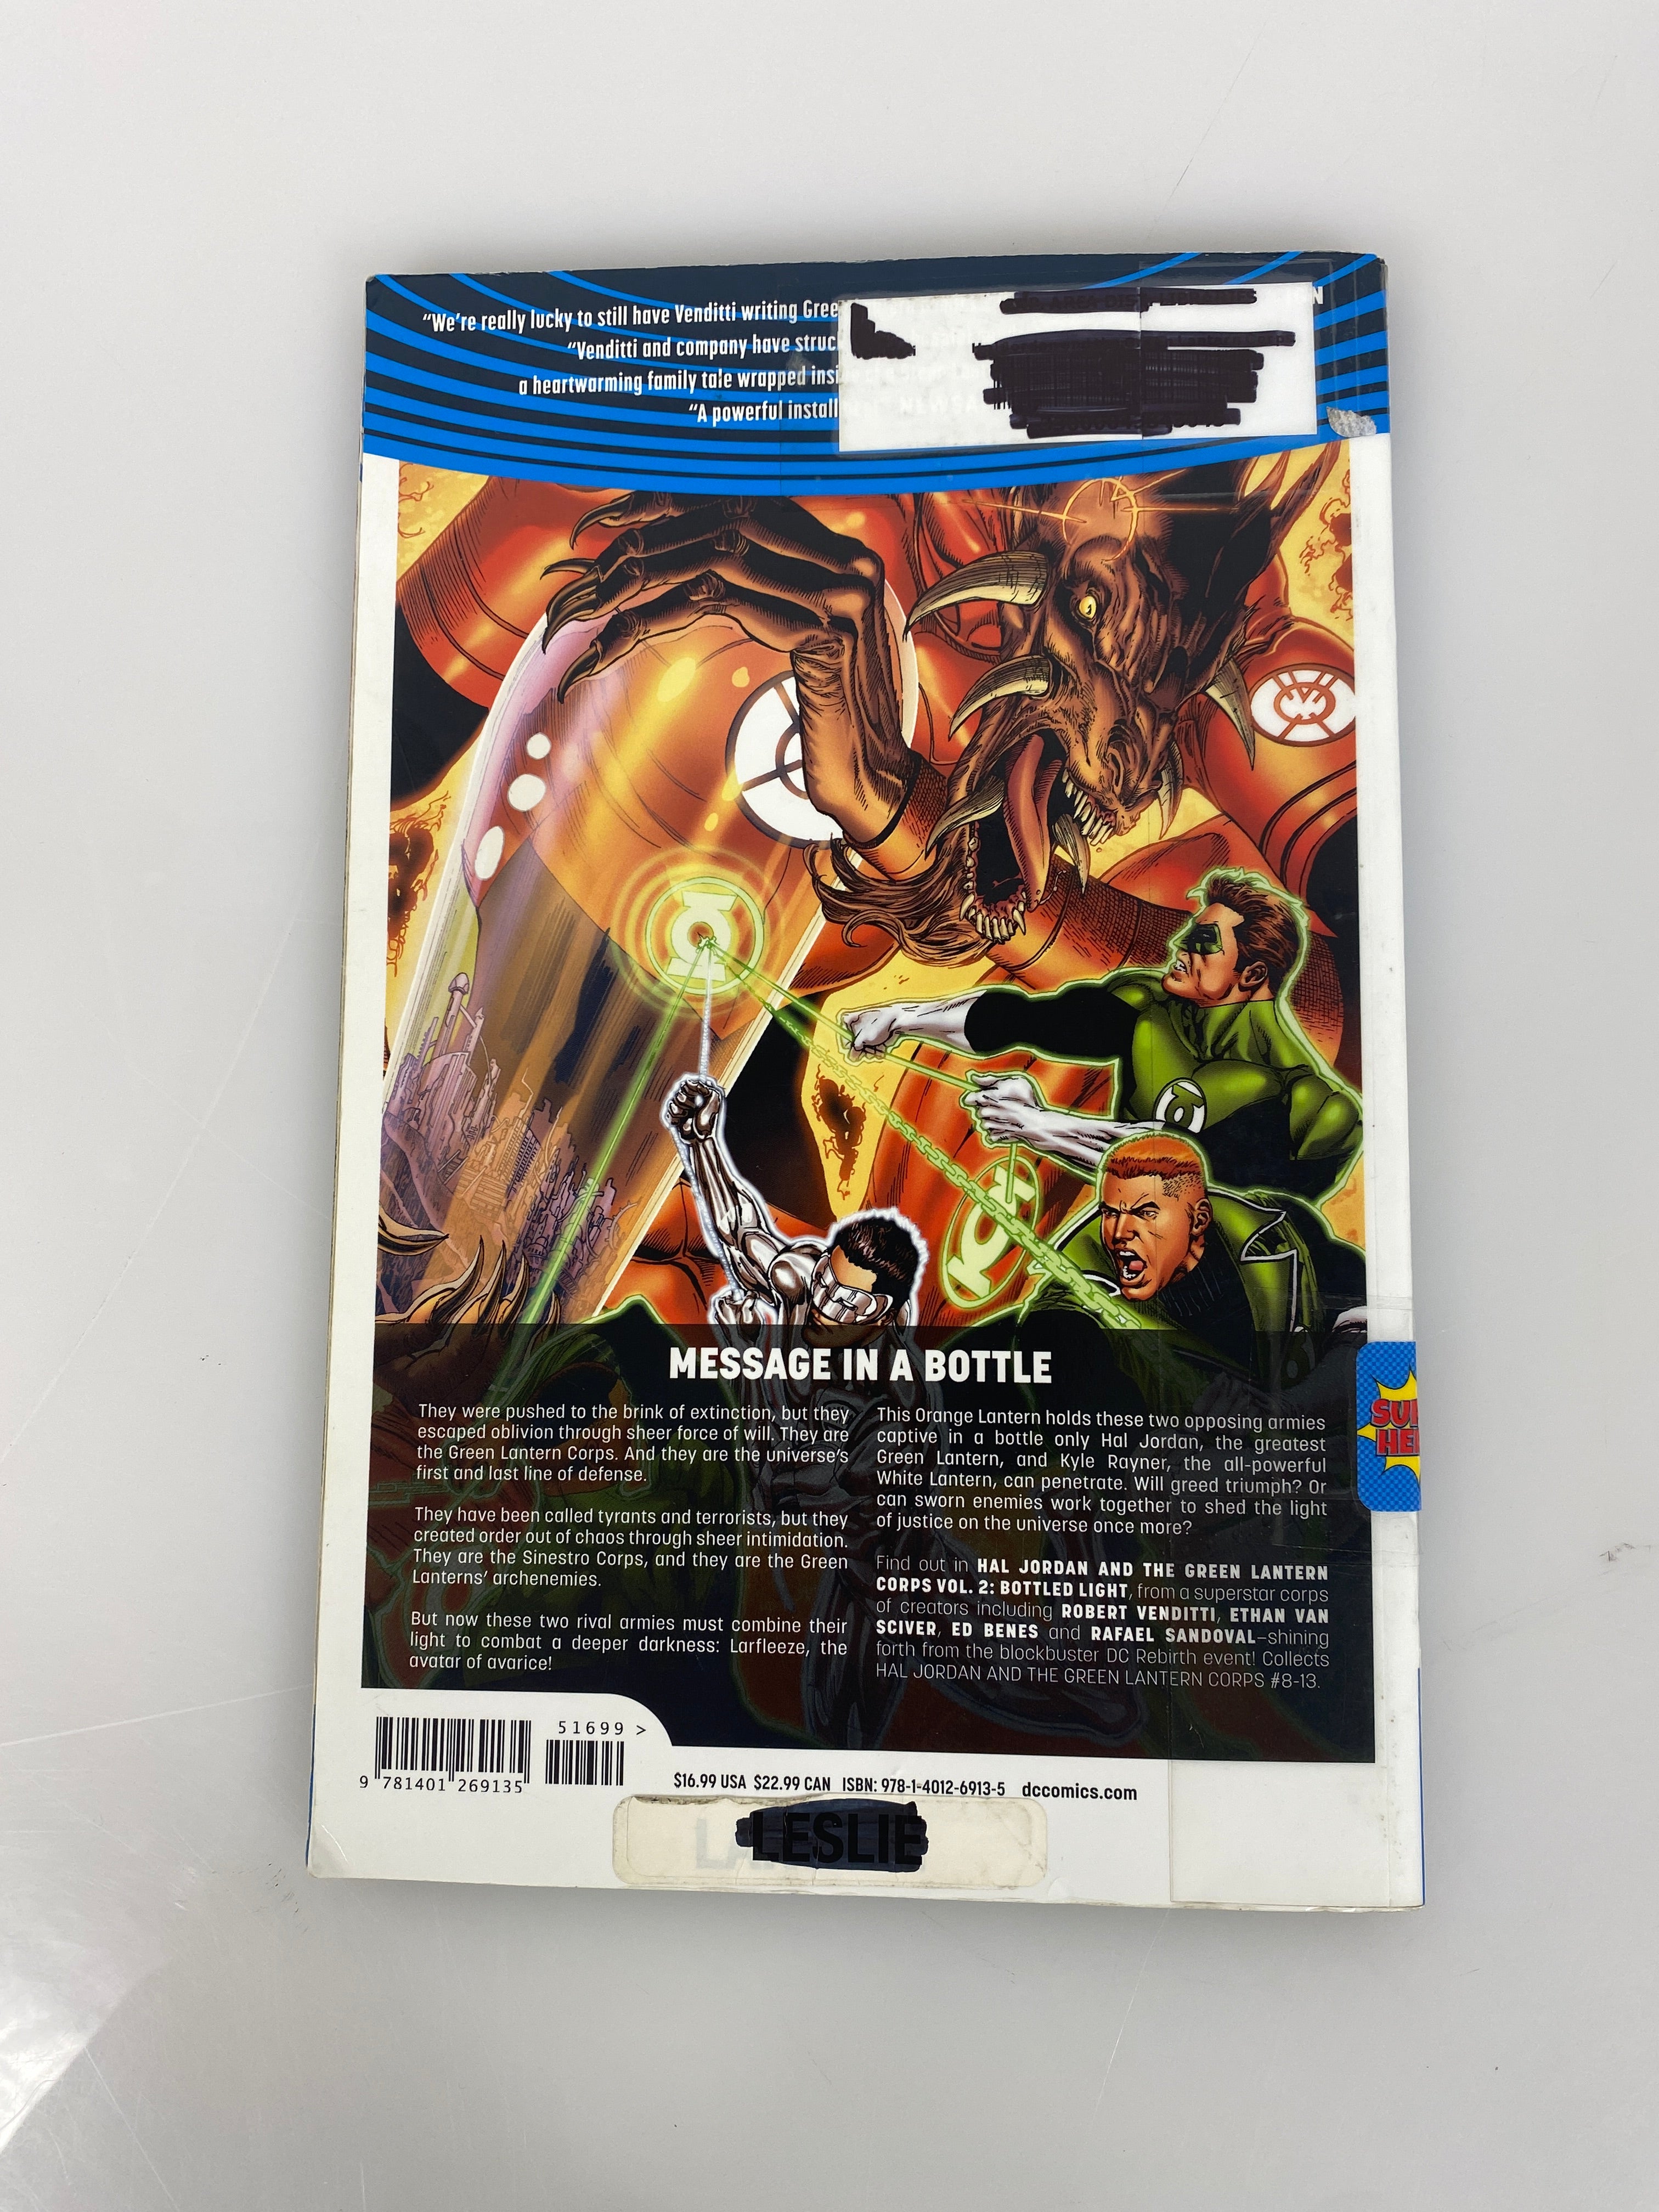 “We’re really lucky to still have Venditti writing Gree
“Venditti and company have struc
a heartwarming family tale wrapped insi
“A powerful install
MESSAGE IN A BOTTLE
They were pushed to the brink of extinction, but they
escaped oblivion through sheer force of will. They are
the Green Lantern Corps. And they are the universe’s
first and last line of defense.
They have been called tyrants and terrorists, but they
created order out of chaos through sheer intimidation.
They are the Sinestro Corps, and they are the Green
Lanterns’ archenemies.
But now these two rival armies must combine their
light to combat a deeper darkness: Larfleeze, the
avatar of avarice!
This Orange Lantern holds these two opposing armies
captive in a bottle only Hal Jordan, the greatest
Green Lantern, and Kyle Rayner, the all-powerful
White Lantern, can penetrate. Will greed triumph? Or
can sworn enemies work together to shed the light
of justice on the universe once more?
Find out in HAL JORDAN AND THE GREEN LANTERN
CORPS VOL. 2: BOTTLED LIGHT, from a superstar corps
of creators including ROBERT VENDITTI, ETHAN VAN
SCIVER, ED BENES and RAFAEL SANDOVAL–shining
forth from the blockbuster DC Rebirth event! Collects
HAL JORDAN AND THE GREEN LANTERN CORPS #8-13.
51699 >
9 781401 269135
$16.99 USA $22.99 CAN ISBN: 978-1-4012-6913-5 dccomics.com
LESLIE